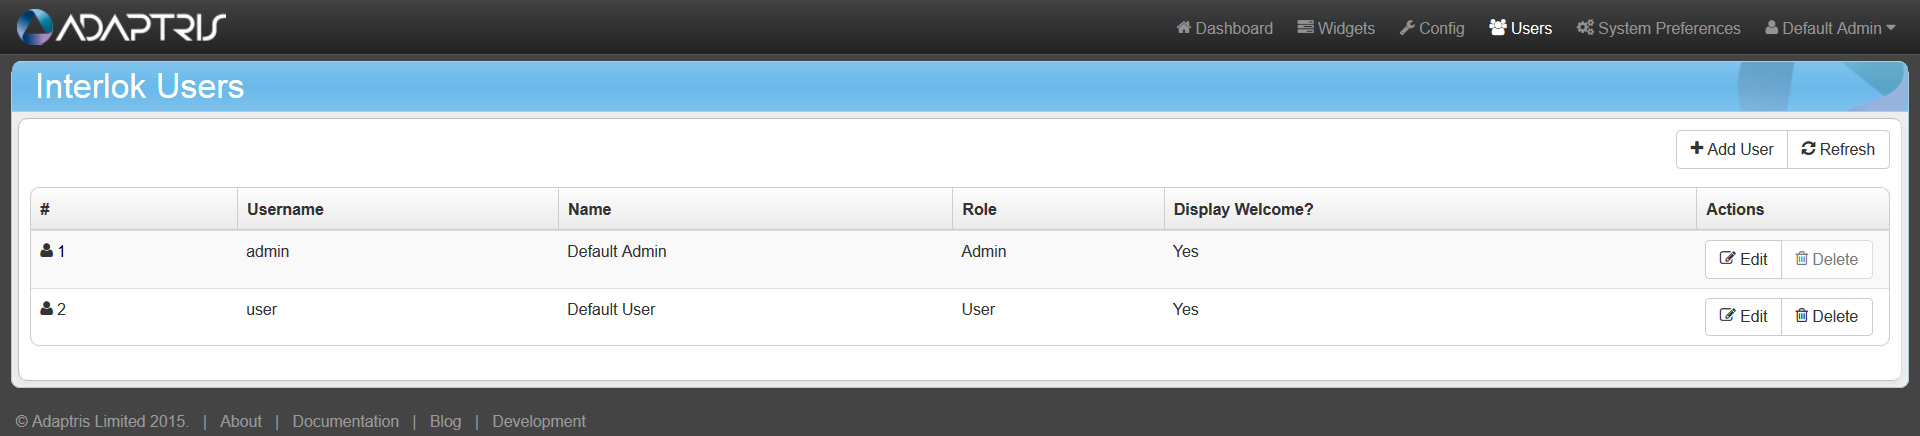 ADAPTRIS Dashboard Widgets Config Users System Preferences Default Admin
Interlok Users
Add User Refresh
# Username Name Role Display Welcome? Actions
1 admin Default Admin Admin Yes Edit Delete
2 user Default User User Yes Edit Delete
© Adaptris Limited 2015. | About | Documentation | Blog | Development